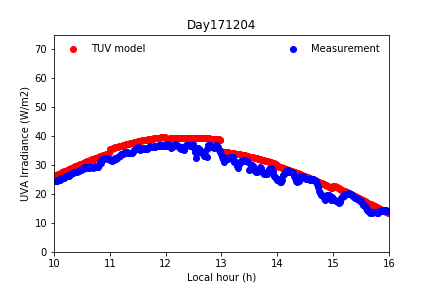 Day171204
TUV model
Measurement
UVA Irradiance (W/m2)
70
60
50
40
30
20
10
0
10 11 12 13 14 15 16
Local hour (h)